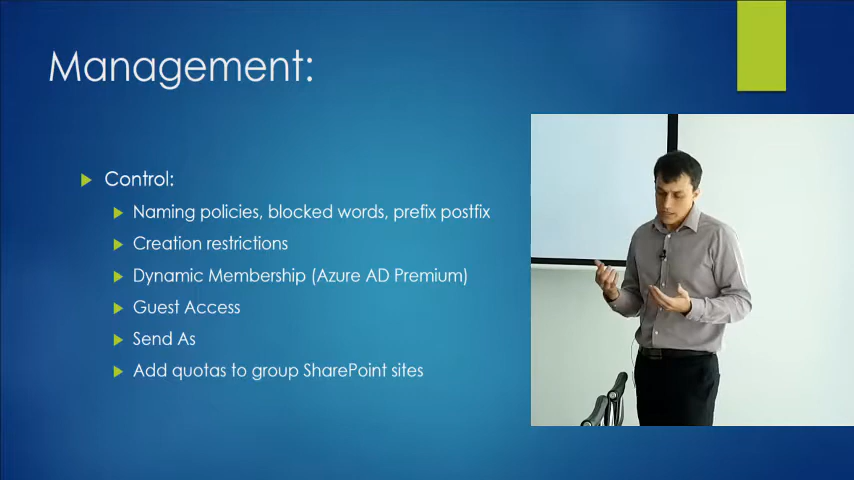 Management:
Control:
Naming policies, blocked words, prefix postfix
Creation restrictions
Dynamic Membership (Azure AD Premium)
Guest Access
Send As
Add quotas to group SharePoint sites